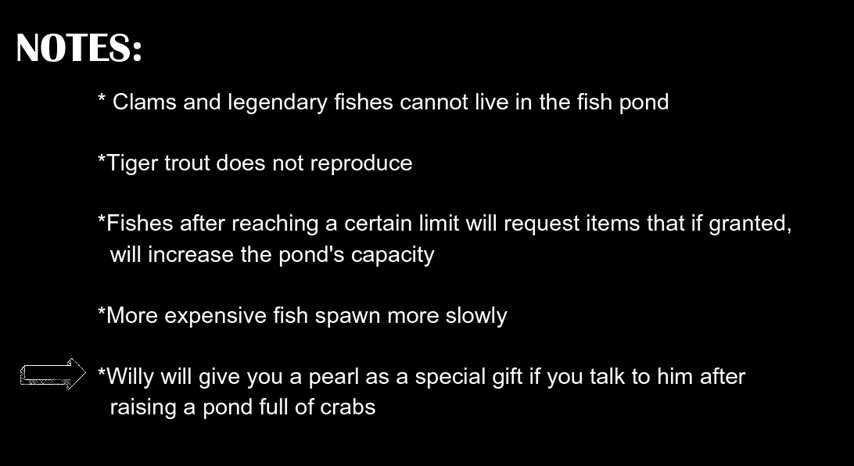 NOTES:
* Clams and legendary fishes cannot live in the fish pond
*Tiger trout does not reproduce
*Fishes after reaching a certain limit will request items that if granted,
will increase the pond's capacity
*More expensive fish spawn more slowly
*Willy will give you a pearl as a special gift if you talk to him after
raising a pond full of crabs